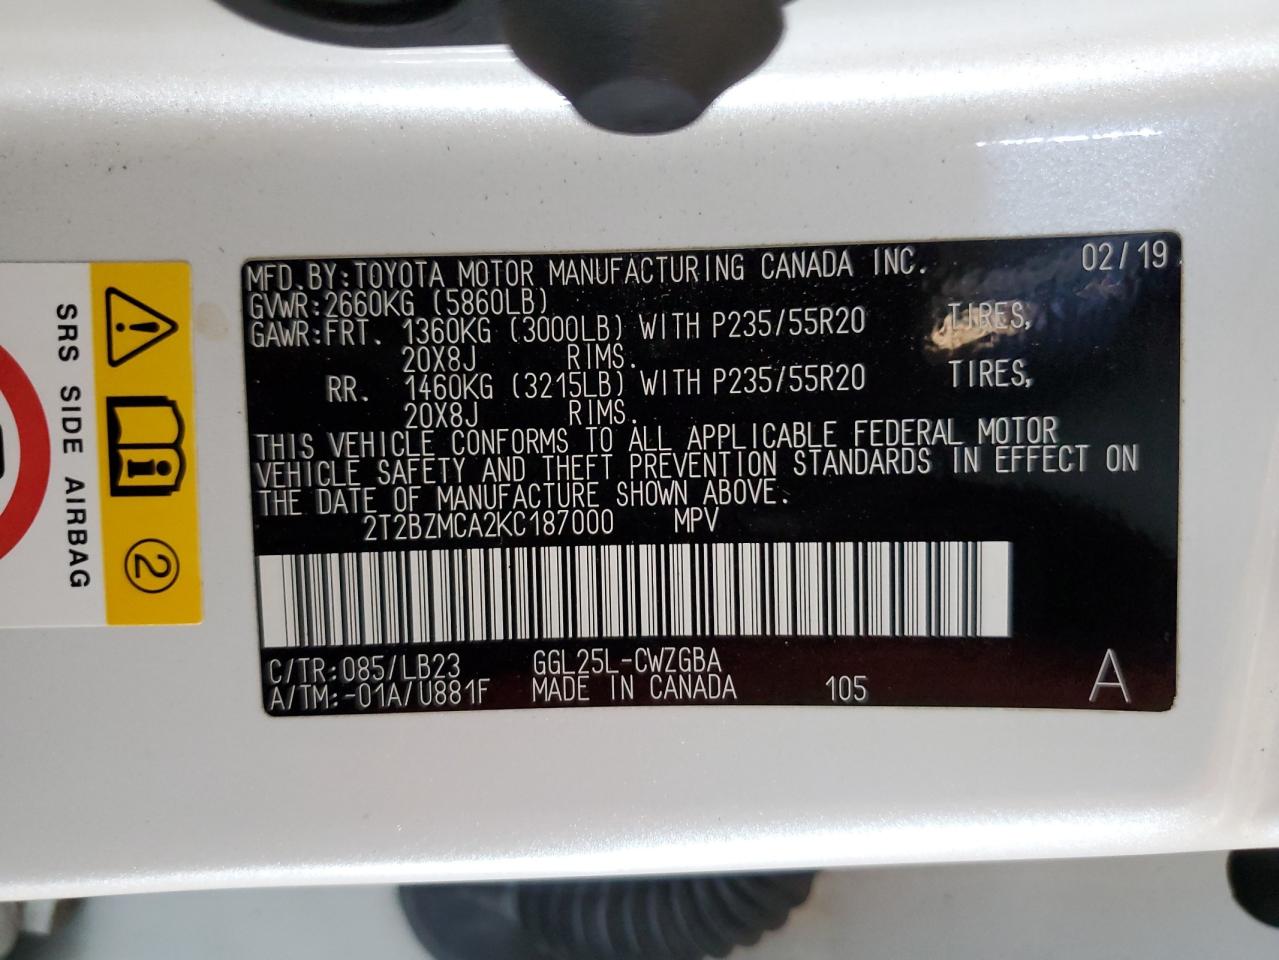 MFD.BY:TOYOTA MOTOR MANUFACTURING CANADA INC. 02/19
GVWR:2660KG (5860LB)
GAWR:FRT. 1360KG (3000LB) WITH P235/55R20 TIRES,
20X8J RIMS.
RR. 1460KG (3215LB) WITH P235/55R20 TIRES,
20X8J RIMS.
THIS VEHICLE CONFORMS TO ALL APPLICABLE FEDERAL MOTOR
VEHICLE SAFETY AND THEFT PREVENTION STANDARDS IN EFFECT ON
THE DATE OF MANUFACTURE SHOWN ABOVE.
2T2BZMCA2KC187000 MPV
C/TR:085/LB23 GGL25L-CWZGBA
A/TM:-01A/U881F MADE IN CANADA 105 A
SRS SIDE AIRBAG
2